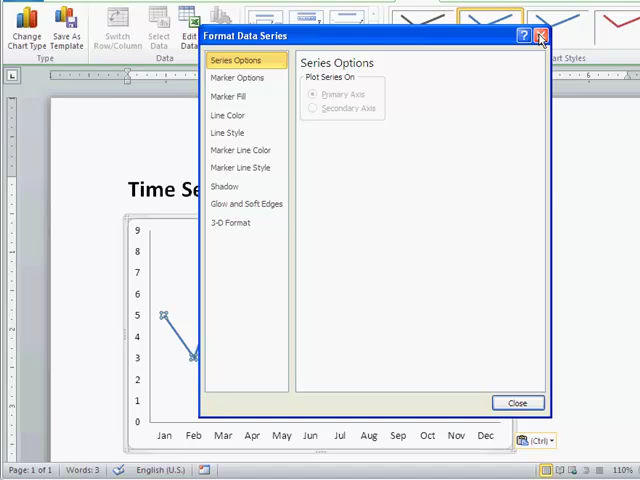 Change
Chart Type
Save As
Template
Switch
Row/Column
Select
Data
Edit
Dat
Type
Data
art Styles
Format Data Series
?
Series Options
Marker Options
Marker Fill
Line Color
Line Style
Marker Line Color
Marker Line Style
Shadow
Glow and Soft Edges
3-D Format
Series Options
Plot Series On
Primary Axis
Secondary Axis
Close
Time Se
9
8
7
6
5
4
3
2
1
0
Jan Feb Mar Apr May Jun Jul Aug Sep Oct Nov Dec
(Ctrl)
Page: 1 of 1 Words: 3 English (U.S.) 110%